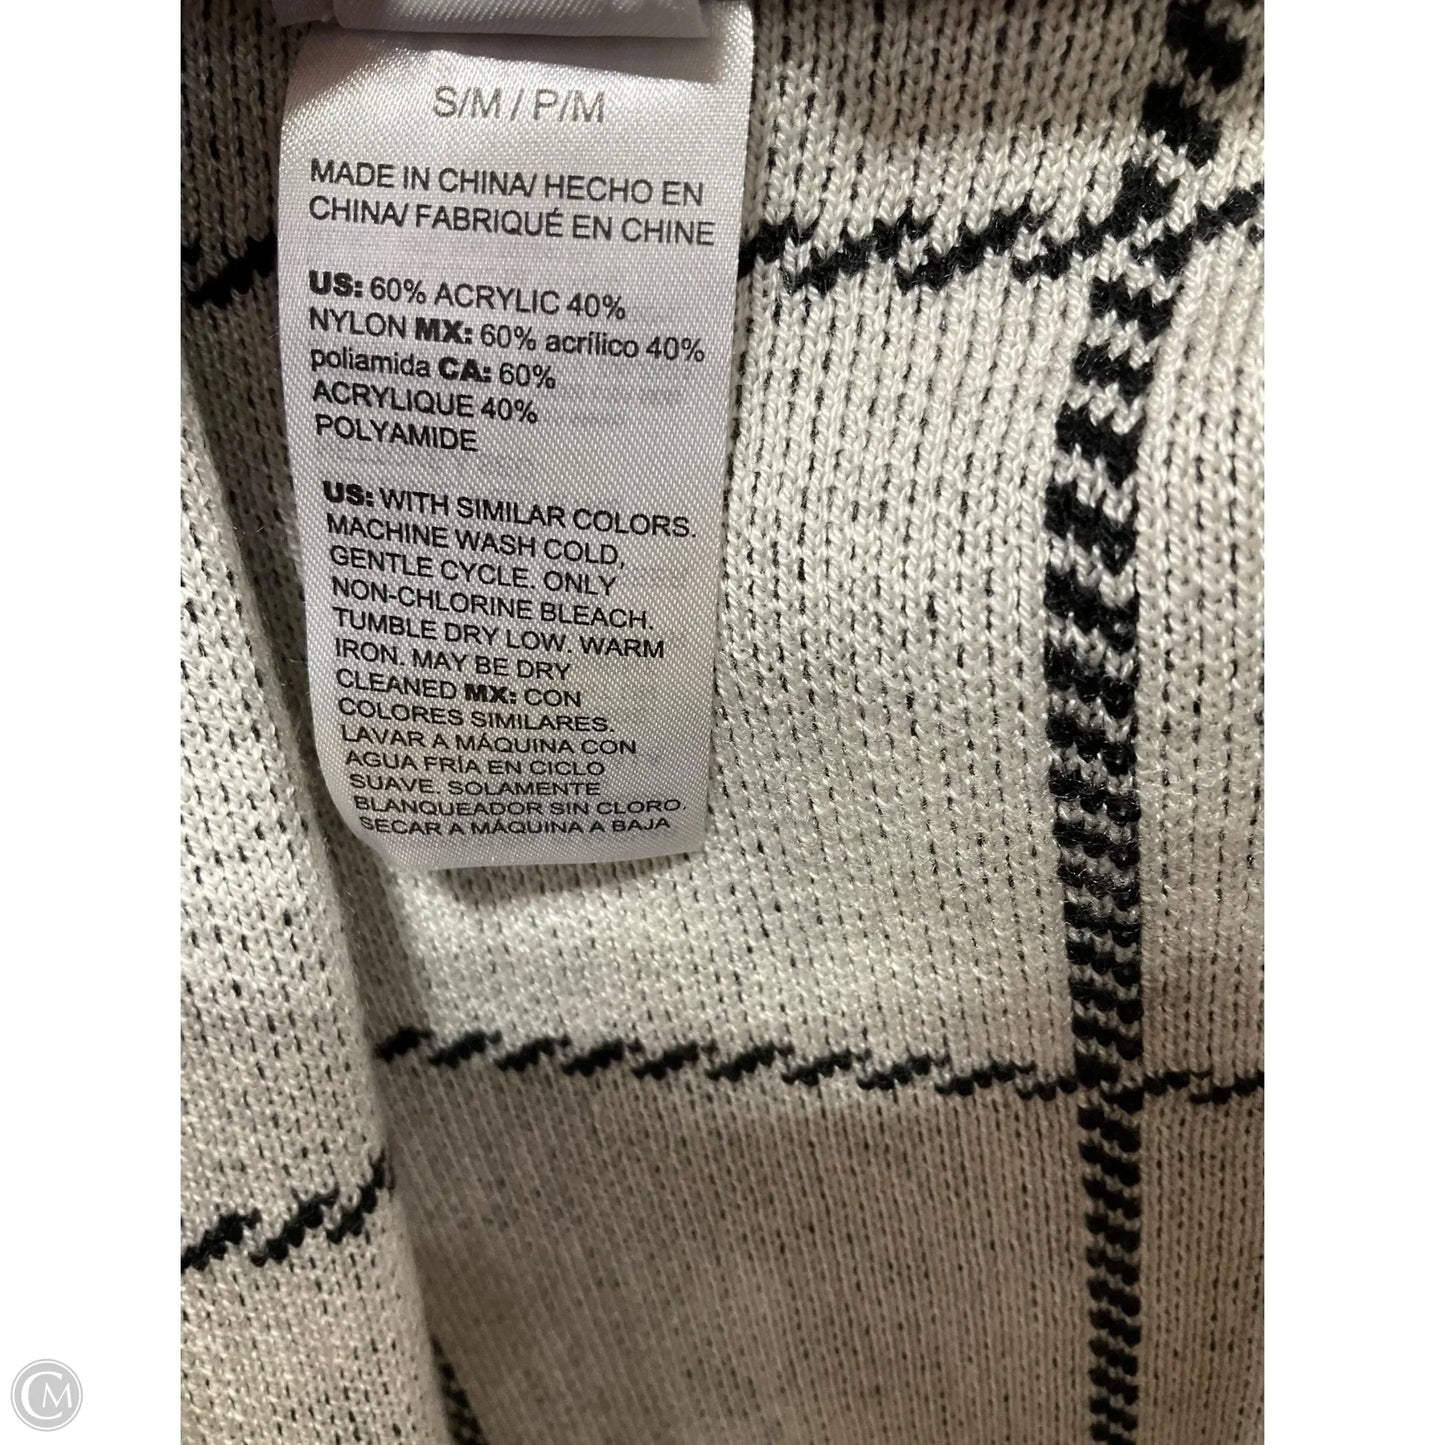 S/M / P/M
MADE IN CHINA/ HECHO EN
CHINA/ FABRIQUÉ EN CHINE
US: 60% ACRYLIC 40%
NYLON MX: 60% acrílico 40%
poliamida CA: 60%
ACRYLIQUE 40%
POLYAMIDE
US: WITH SIMILAR COLORS.
MACHINE WASH COLD,
GENTLE CYCLE. ONLY
NON-CHLORINE BLEACH.
TUMBLE DRY LOW. WARM
IRON. MAY BE DRY
CLEANED MX: CON
COLORES SIMILARES.
LAVAR A MÁQUINA CON
AGUA FRÍA EN CICLO
SUAVE. SOLAMENTE
BLANQUEADOR SIN CLORO.
SECAR A MÁQUINA A BAJA
CM